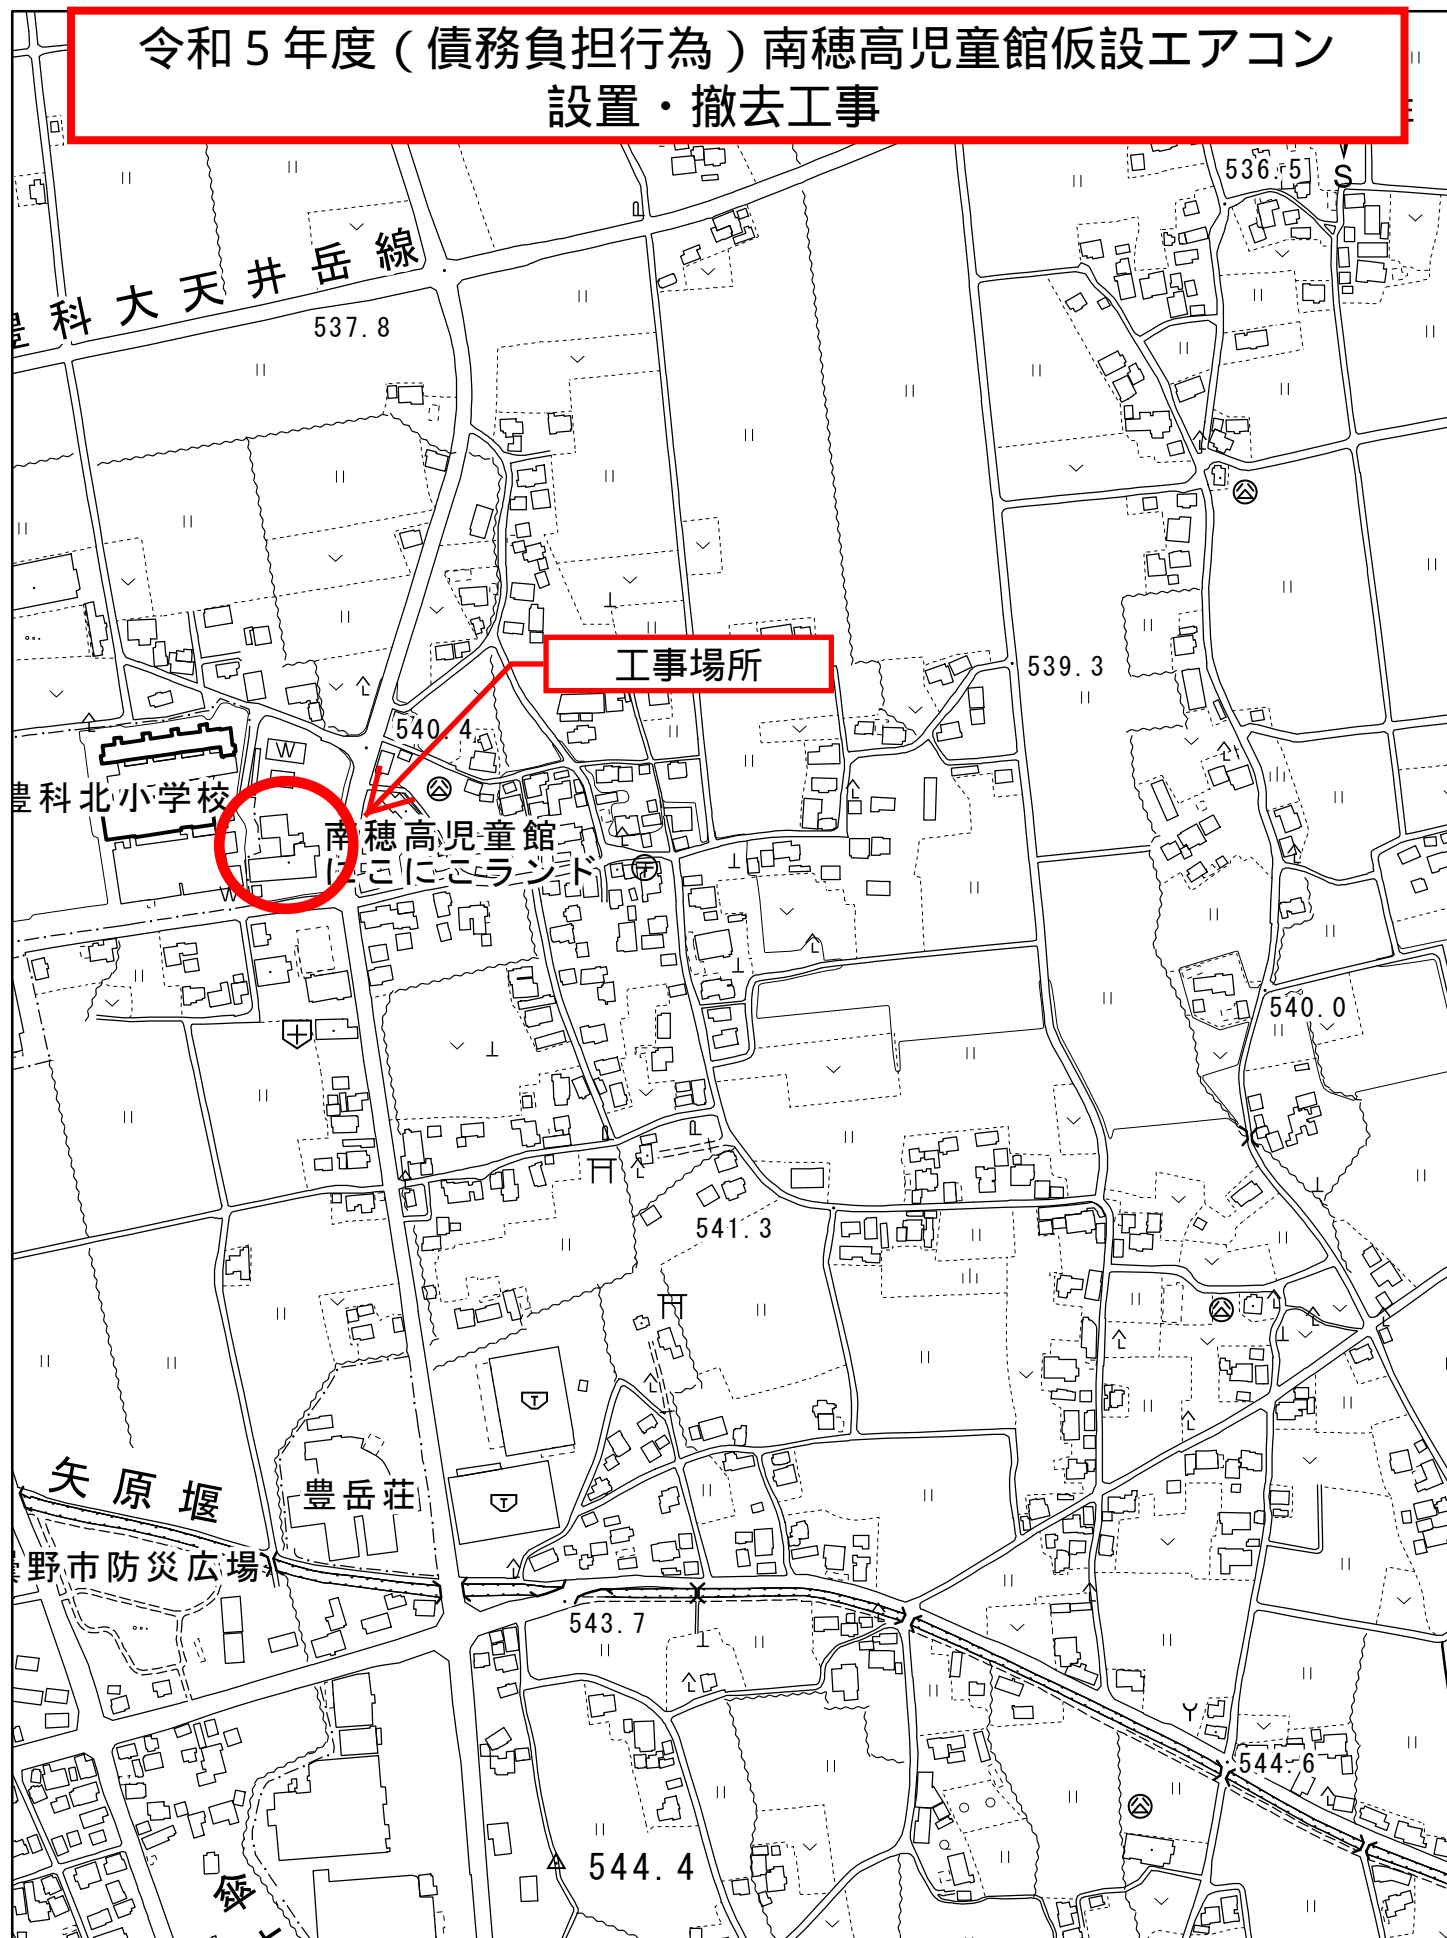 令和5年度(債務負担行為)南穂高児童館仮設エアコン
設置・撤去工事
536.5
S
科大天井岳線
537.8
工事場所
539.3
540.4
W
豊科北小学校
南穂高児童館
にこにこランド
W
540.0
541.3
矢原堰
豊岳荘
野市防災広場
543.7
544.6
544.4